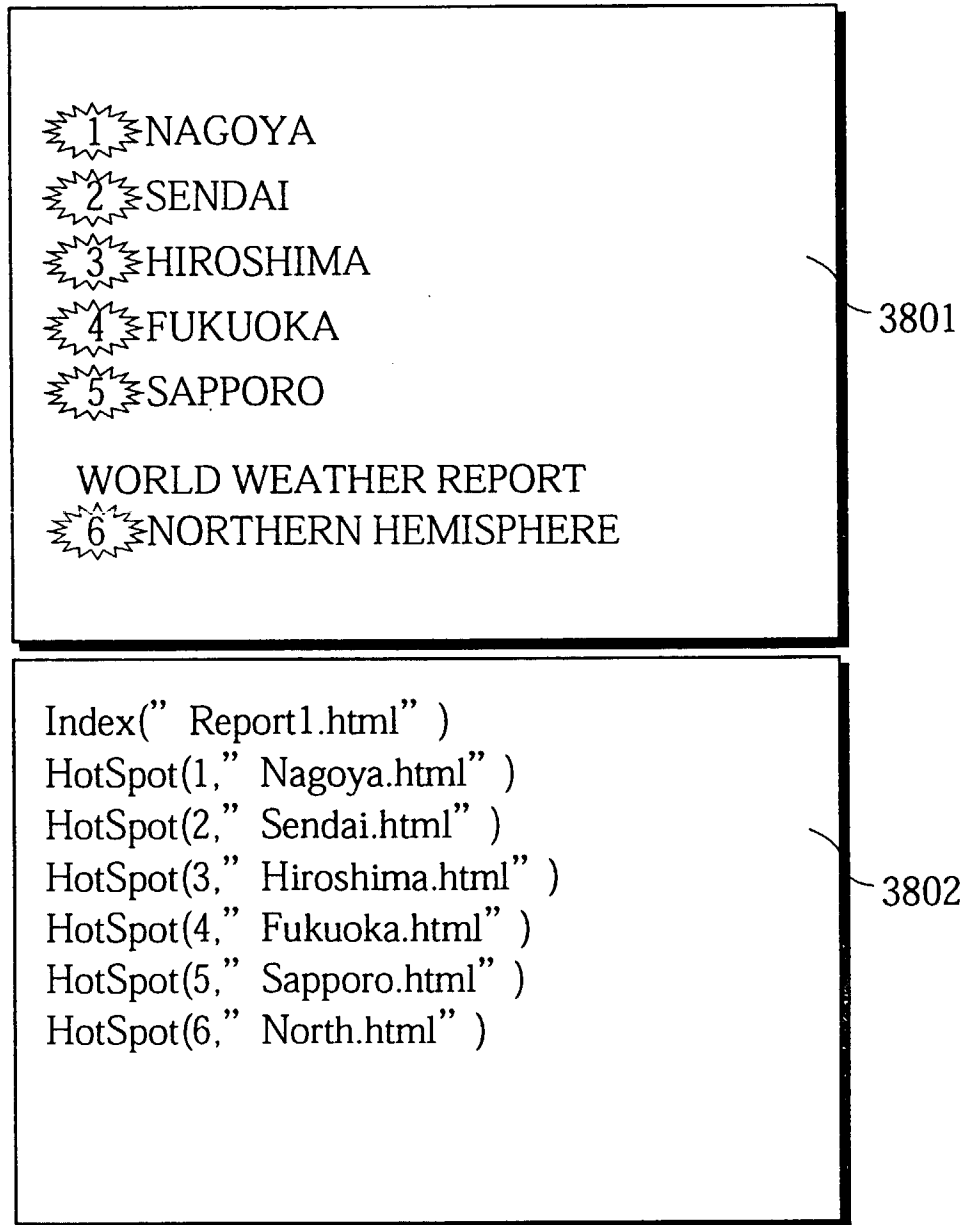 1 NAGOYA
2 SENDAI
3 HIROSHIMA
4 FUKUOKA
5 SAPPORO
WORLD WEATHER REPORT
6 NORTHERN HEMISPHERE
3801
Index(” Report1.html” )
HotSpot(1,” Nagoya.html” )
HotSpot(2,” Sendai.html” )
HotSpot(3,” Hiroshima.html” )
HotSpot(4,” Fukuoka.html” )
HotSpot(5,” Sapporo.html” )
HotSpot(6,” North.html” )
3802